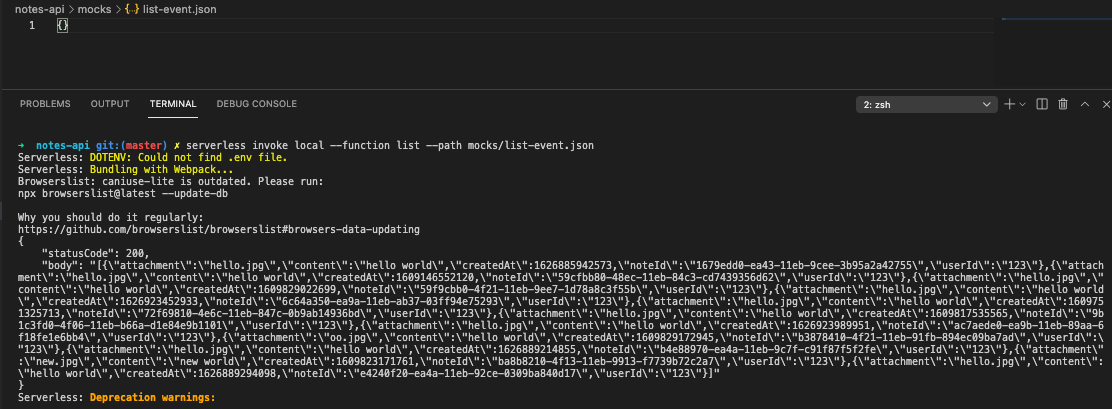 notes-api > mocks > {..} list-event.json
1 {}
PROBLEMS OUTPUT TERMINAL DEBUG CONSOLE 2: zsh
➜ notes-api git:(master) ✗ serverless invoke local --function list --path mocks/list-event.json
Serverless: DOTENV: Could not find .env file.
Serverless: Bundling with Webpack...
Browserslist: caniuse-lite is outdated. Please run:
npx browserslist@latest --update-db
Why you should do it regularly:
https://github.com/browserslist/browserslist#browsers-data-updating
{
"statusCode": 200,
"body": "[{\"attachment\":\"hello.jpg\",\"content\":\"hello world\",\"createdAt\":1626885942573,\"noteId\":\"1679edd0-ea43-11eb-9cee-3b95a2a42755\",\"userId\":\"123\"},{\"attach
ment\":\"hello.jpg\",\"content\":\"hello world\",\"createdAt\":1609146552120,\"noteId\":\"59cfbb80-48ec-11eb-84c3-cd7439356d62\",\"userId\":\"123\"},{\"attachment\":\"hello.jpg\",\"
content\":\"hello world\",\"createdAt\":1609829022699,\"noteId\":\"59f9cbb0-4f21-11eb-9ee7-1d78a8c3f55b\",\"userId\":\"123\"},{\"attachment\":\"hello.jpg\",\"content\":\"hello world
\",\"createdAt\":1626923452933,\"noteId\":\"6c64a350-ea9a-11eb-ab37-03ff94e75293\",\"userId\":\"123\"},{\"attachment\":\"hello.jpg\",\"content\":\"hello world\",\"createdAt\":160975
1325713,\"noteId\":\"72f69810-4e6c-11eb-847c-0b9ab14936bd\",\"userId\":\"123\"},{\"attachment\":\"hello.jpg\",\"content\":\"hello world\",\"createdAt\":1609817535565,\"noteId\":\"9b
1c3fd0-4f06-11eb-b66a-d1e84e9b1101\",\"userId\":\"123\"},{\"attachment\":\"hello.jpg\",\"content\":\"hello world\",\"createdAt\":1626923989951,\"noteId\":\"ac7aede0-ea9b-11eb-89aa-6
f18fe1e6bb4\",\"userId\":\"123\"},{\"attachment\":\"oo.jpg\",\"content\":\"hello world\",\"createdAt\":1609829172945,\"noteId\":\"b3878410-4f21-11eb-91fb-894ec09ba7ad\",\"userId\":\
"123\"},{\"attachment\":\"hello.jpg\",\"content\":\"hello world\",\"createdAt\":1626889214855,\"noteId\":\"b4e88970-ea4a-11eb-9c7f-c91f87f5f2fe\",\"userId\":\"123\"},{\"attachment\"
:\"new.jpg\",\"content\":\"new world\",\"createdAt\":1609823171761,\"noteId\":\"ba8b8210-4f13-11eb-9913-f7739b72c2a7\",\"userId\":\"123\"},{\"attachment\":\"hello.jpg\",\"content\":
\"hello world\",\"createdAt\":1626889294098,\"noteId\":\"e4240f20-ea4a-11eb-92ce-0309ba840d17\",\"userId\":\"123\"}]"
}
Serverless: Deprecation warnings: